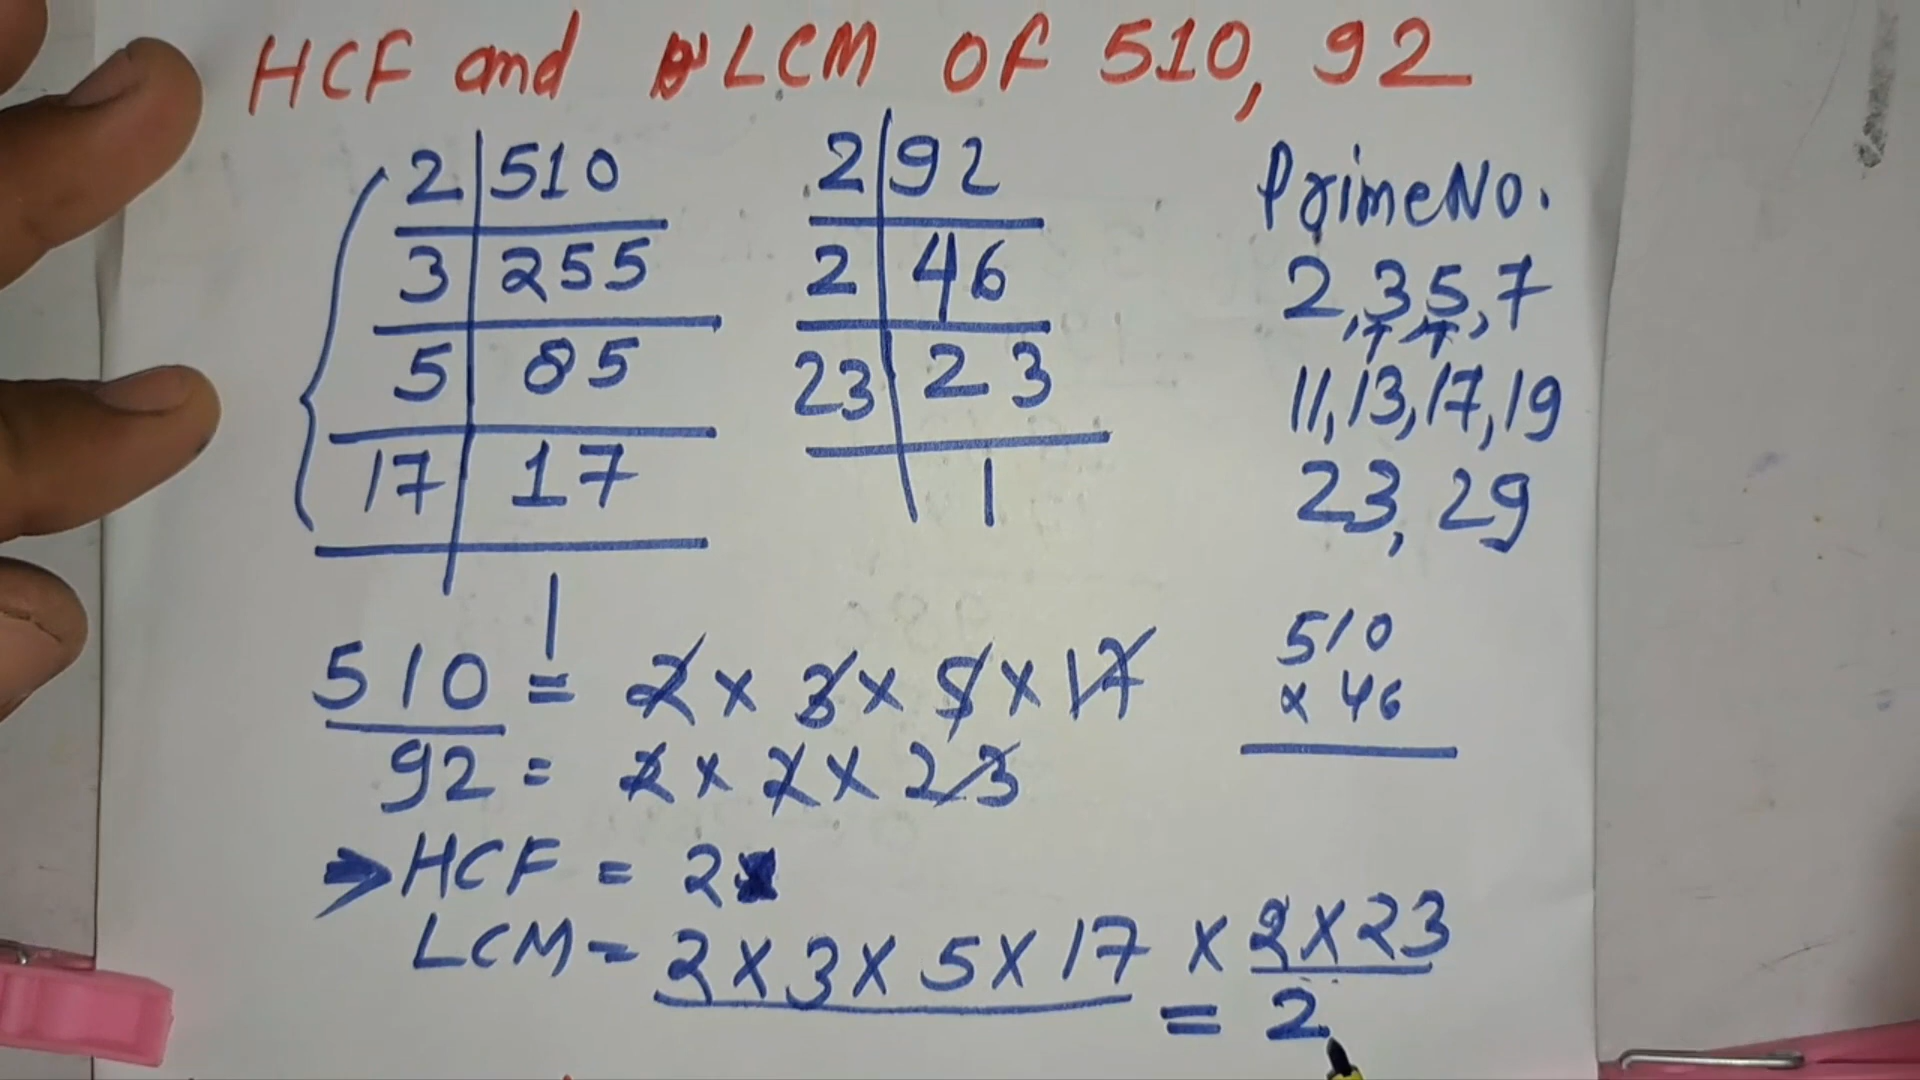 HCF and LCM OF 510, 92
2 | 510
3 | 255
5 | 85
17 | 17
1
2 | 92
2 | 46
23 | 23
1
Prime No.
2, 3, 5, 7
11, 13, 17, 19
23, 29
510
x 46
510 = 2 x 3 x 5 x 17
92 = 2 x 2 x 23
⇒ HCF = 2
LCM = 2 x 3 x 5 x 17 x 2 x 23
= 2